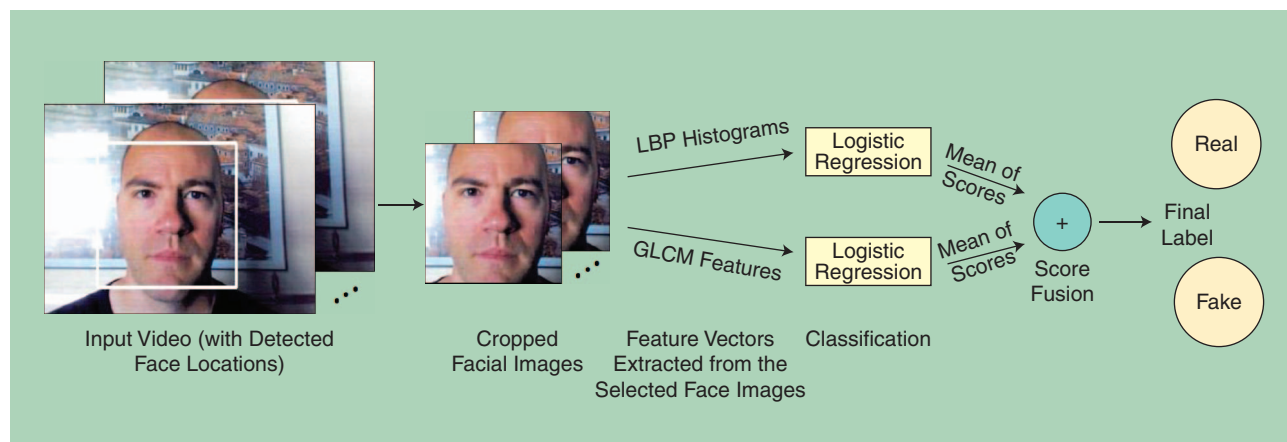 LBP Histograms
Logistic
Regression
Mean of
Scores
Real
+
Final
Label
GLCM Features
Logistic
Regression
Mean of
Scores
Score
Fusion
Fake
Input Video (with Detected
Face Locations)
Cropped
Facial Images
Feature Vectors
Extracted from the
Selected Face Images
Classification